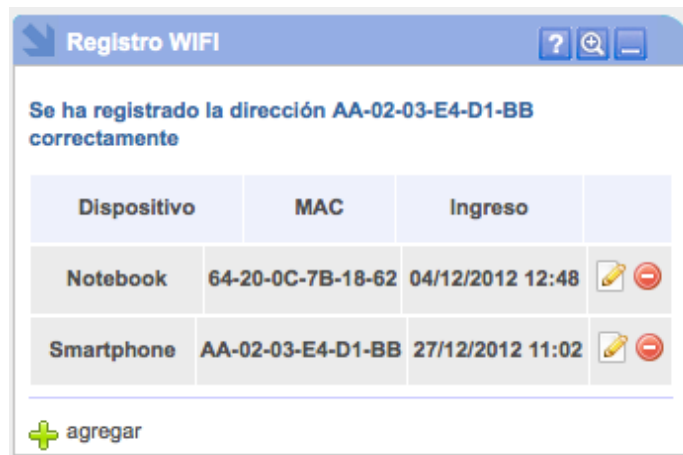 Registro WIFI ?
Se ha registrado la dirección AA-02-03-E4-D1-BB
correctamente
Dispositivo MAC Ingreso
Notebook 64-20-0C-7B-18-62 04/12/2012 12:48
Smartphone AA-02-03-E4-D1-BB 27/12/2012 11:02
agregar